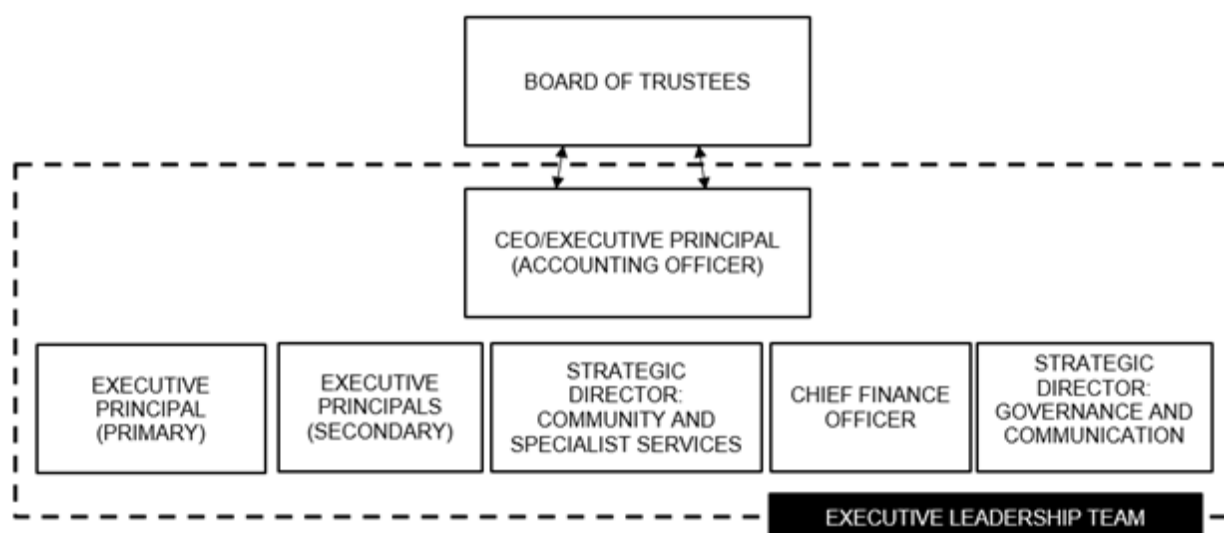 BOARD OF TRUSTEES
CEO/EXECUTIVE PRINCIPAL
(ACCOUNTING OFFICER)
EXECUTIVE
PRINCIPAL
(PRIMARY)
EXECUTIVE
PRINCIPALS
(SECONDARY)
STRATEGIC
DIRECTOR:
COMMUNITY AND
SPECIALIST SERVICES
CHIEF FINANCE
OFFICER
STRATEGIC
DIRECTOR:
GOVERNANCE AND
COMMUNICATION
EXECUTIVE LEADERSHIP TEAM